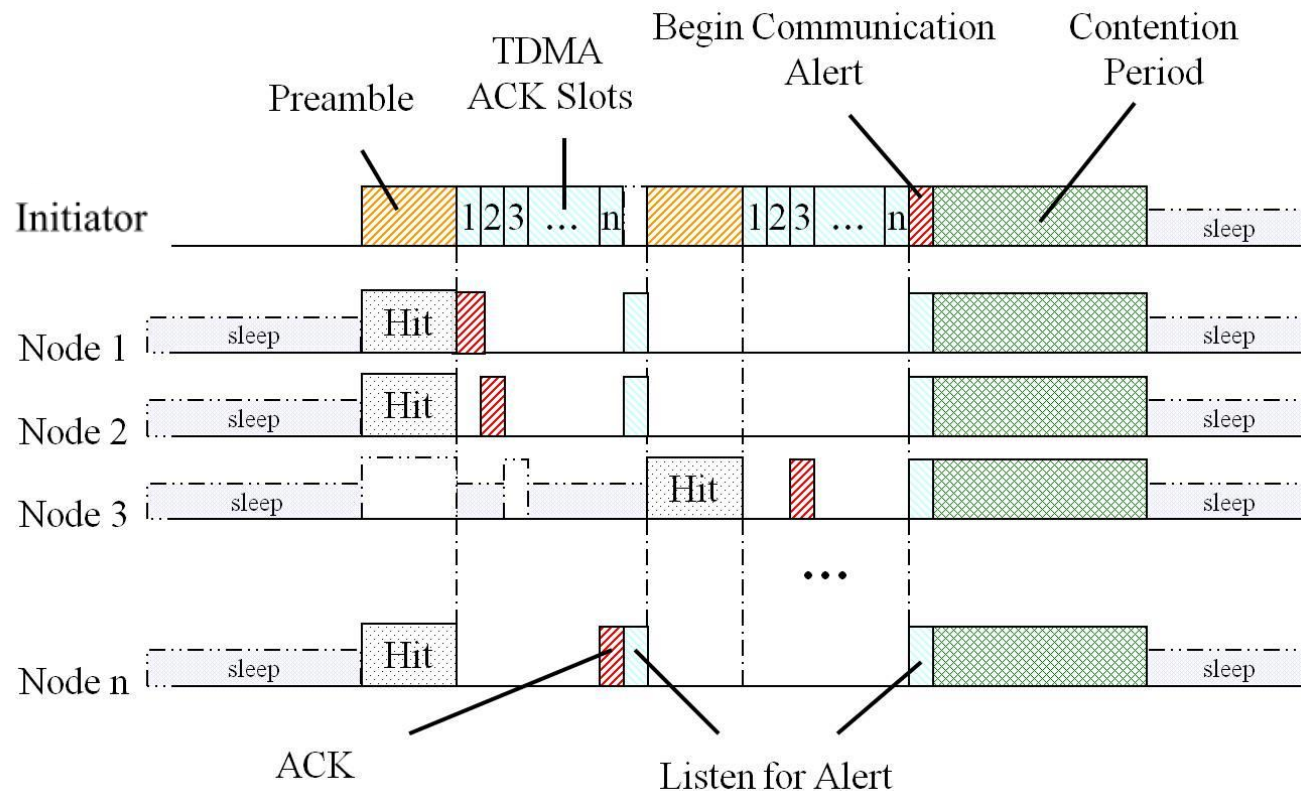 Begin Communication
Alert
Contention
Period
TDMA
ACK Slots
Preamble
Initiator
1 2 3 ... n
1 2 3 ... n
sleep
Node 1
sleep
Hit
sleep
Node 2
sleep
Hit
sleep
Node 3
sleep
Hit
sleep
...
Node n
sleep
Hit
sleep
ACK
Listen for Alert